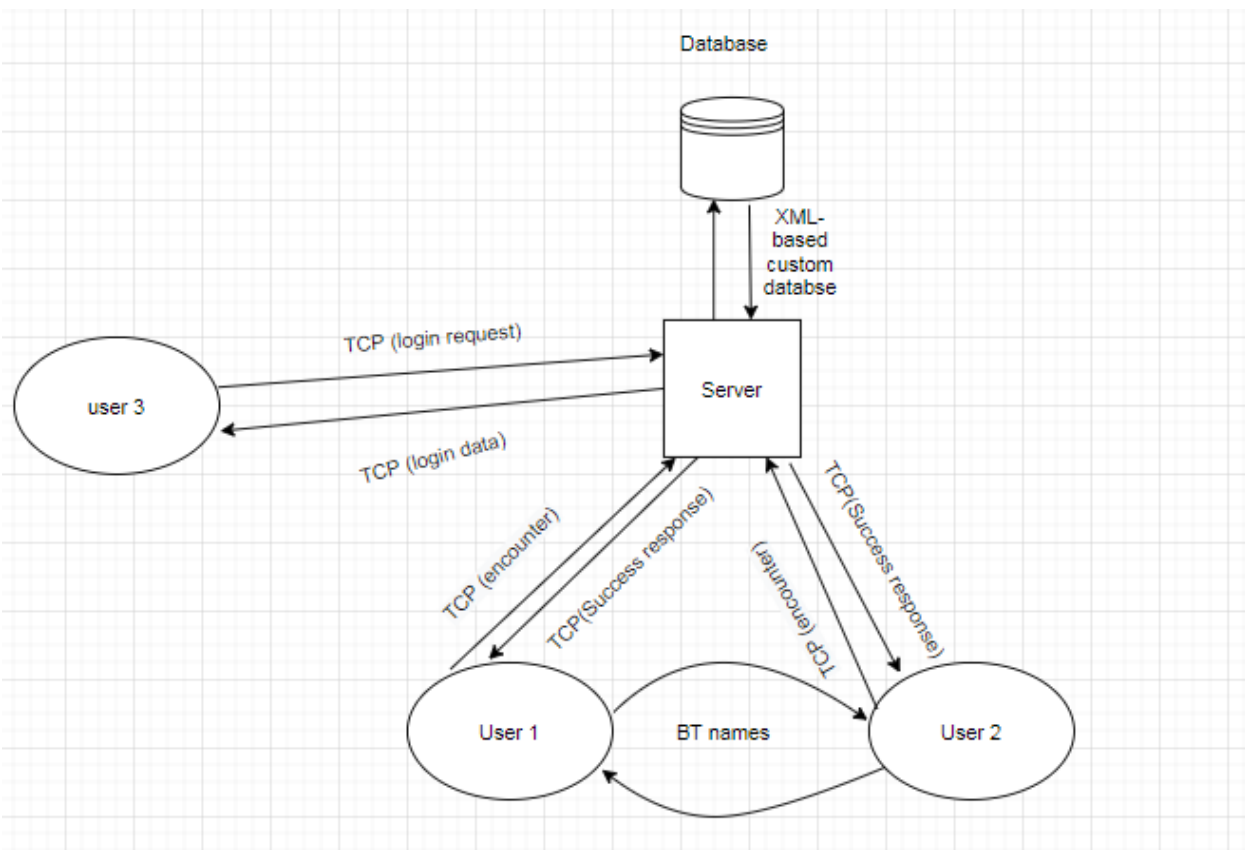 Database
XML-
based
custom
databse
TCP (login request)
Server
user 3
TCP (login data)
TCP (encounter)
TCP(Success response)
TCP (encounter)
TCP(Success response)
User 1
BT names
User 2